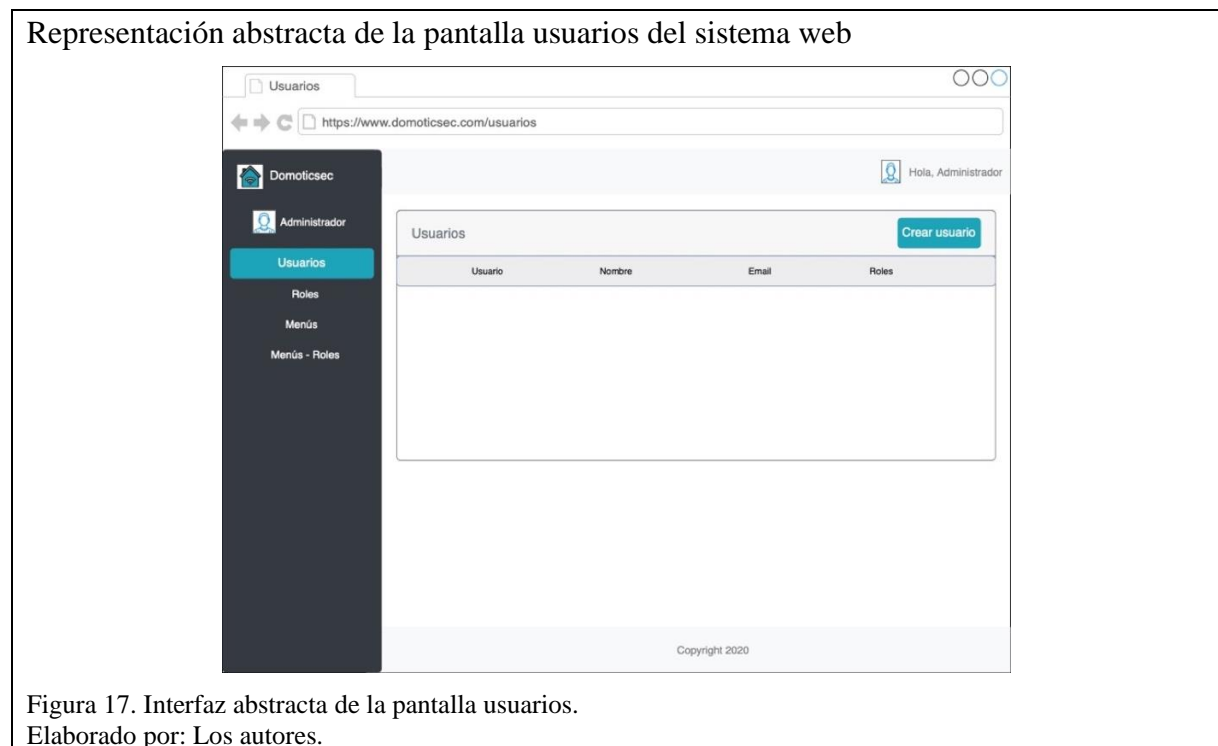 Representación abstracta de la pantalla usuarios del sistema web
Usuarios
https://www.domoticsec.com/usuarios
Domoticsec
Hola, Administrador
Administrador
Usuarios
Crear usuario
Usuarios
Usuario Nombre Email Roles
Roles
Menús
Menús - Roles
Copyright 2020
Figura 17. Interfaz abstracta de la pantalla usuarios.
Elaborado por: Los autores.